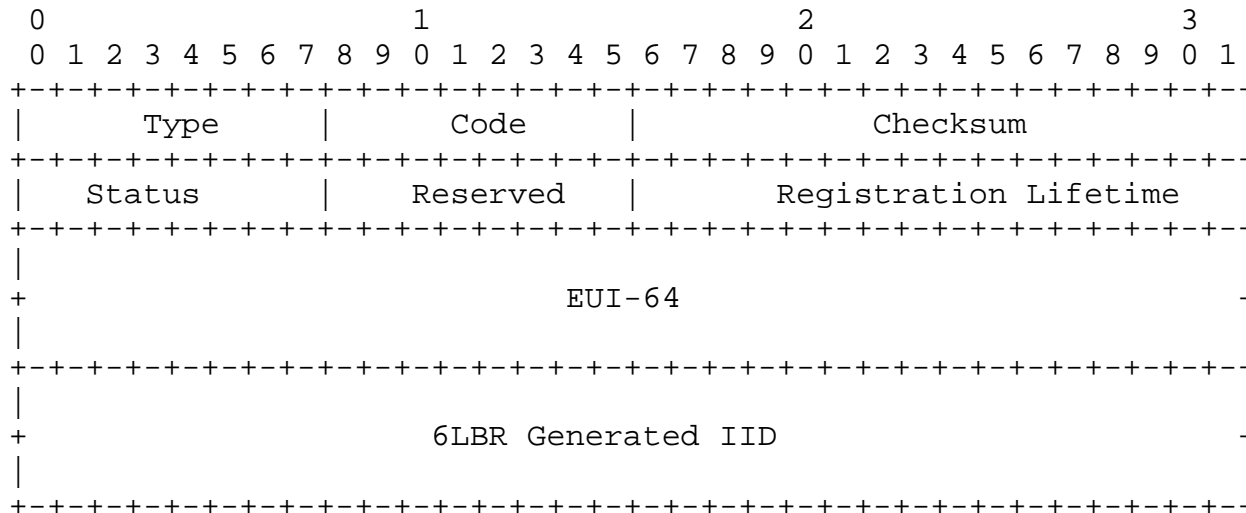 0                   1                   2                   3
0 1 2 3 4 5 6 7 8 9 0 1 2 3 4 5 6 7 8 9 0 1 2 3 4 5 6 7 8 9 0 1
+-+-+-+-+-+-+-+-+-+-+-+-+-+-+-+-+-+-+-+-+-+-+-+-+-+-+-+-+-+-+-+--
|      Type     |      Code     |            Checksum
+-+-+-+-+-+-+-+-+-+-+-+-+-+-+-+-+-+-+-+-+-+-+-+-+-+-+-+-+-+-+-+--
|   Status      |    Reserved   |       Registration Lifetime
+-+-+-+-+-+-+-+-+-+-+-+-+-+-+-+-+-+-+-+-+-+-+-+-+-+-+-+-+-+-+-+--
|
+                            EUI-64                             -
|
+-+-+-+-+-+-+-+-+-+-+-+-+-+-+-+-+-+-+-+-+-+-+-+-+-+-+-+-+-+-+-+--
|
+                     6LBR Generated IID                        -
|
+-+-+-+-+-+-+-+-+-+-+-+-+-+-+-+-+-+-+-+-+-+-+-+-+-+-+-+-+-+-+-+--